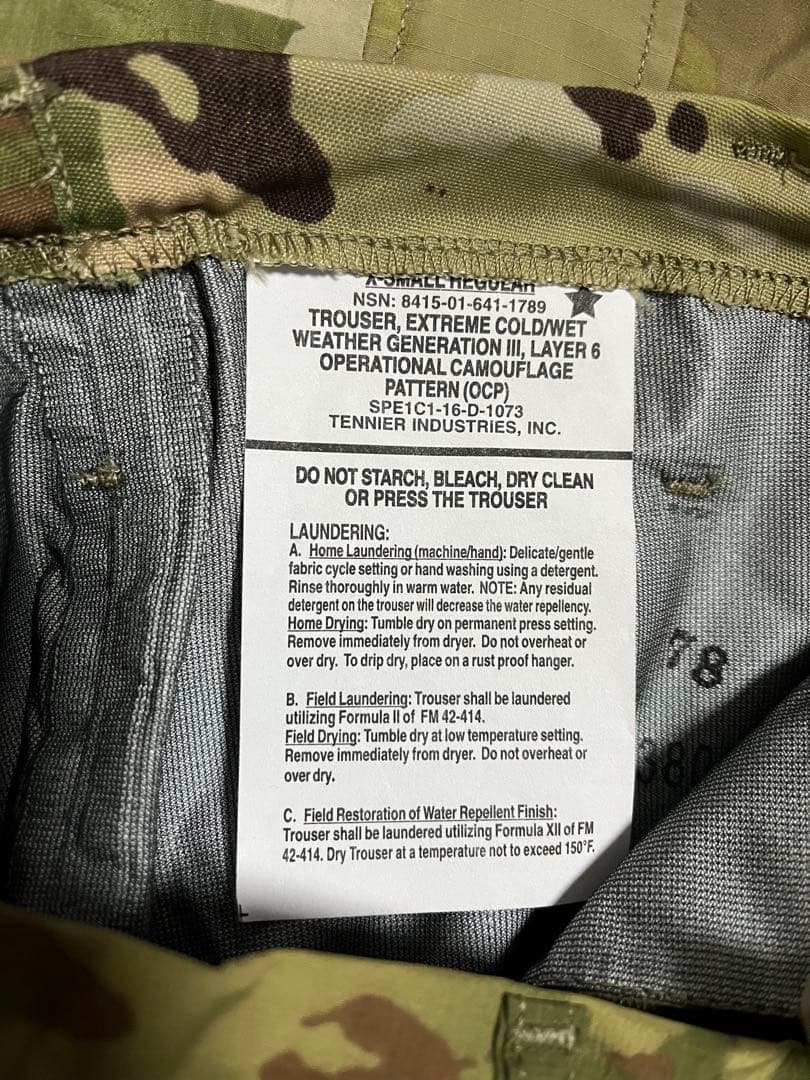 X-SMALL REGULAR
NSN: 8415-01-641-1789
TROUSER, EXTREME COLD/WET
WEATHER GENERATION III, LAYER 6
OPERATIONAL CAMOUFLAGE
PATTERN (OCP)
SPE1C1-16-D-1073
TENNIER INDUSTRIES, INC.
DO NOT STARCH, BLEACH, DRY CLEAN
OR PRESS THE TROUSER
LAUNDERING:
A. Home Laundering (machine/hand): Delicate/gentle
fabric cycle setting or hand washing using a detergent.
Rinse thoroughly in warm water. NOTE: Any residual
detergent on the trouser will decrease the water repellency.
Home Drying: Tumble dry on permanent press setting.
Remove immediately from dryer. Do not overheat or
over dry. To drip dry, place on a rust proof hanger.
B. Field Laundering: Trouser shall be laundered
utilizing Formula II of FM 42-414.
Field Drying: Tumble dry at low temperature setting.
Remove immediately from dryer. Do not overheat or
over dry.
C. Field Restoration of Water Repellent Finish:
Trouser shall be laundered utilizing Formula XII of FM
42-414. Dry Trouser at a temperature not to exceed 150°F.
78